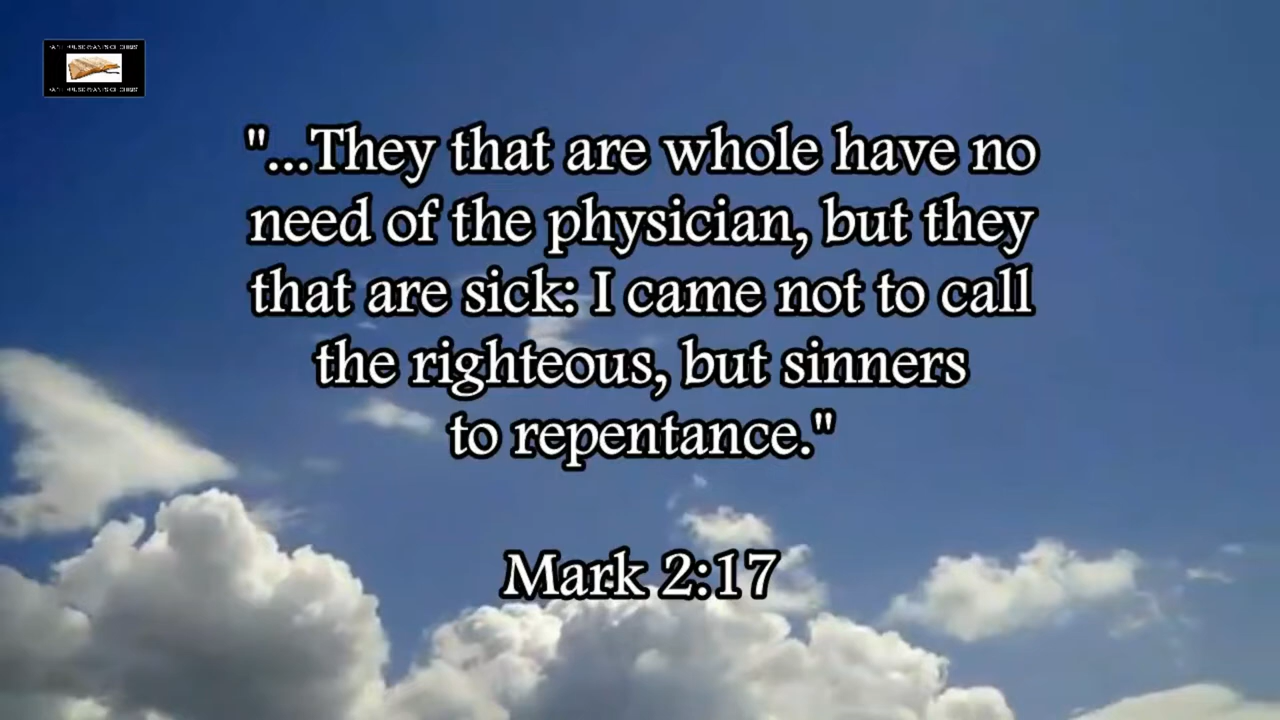 "...They that are whole have no
need of the physician, but they
that are sick: I came not to call
the righteous, but sinners
to repentance."
Mark 2:17